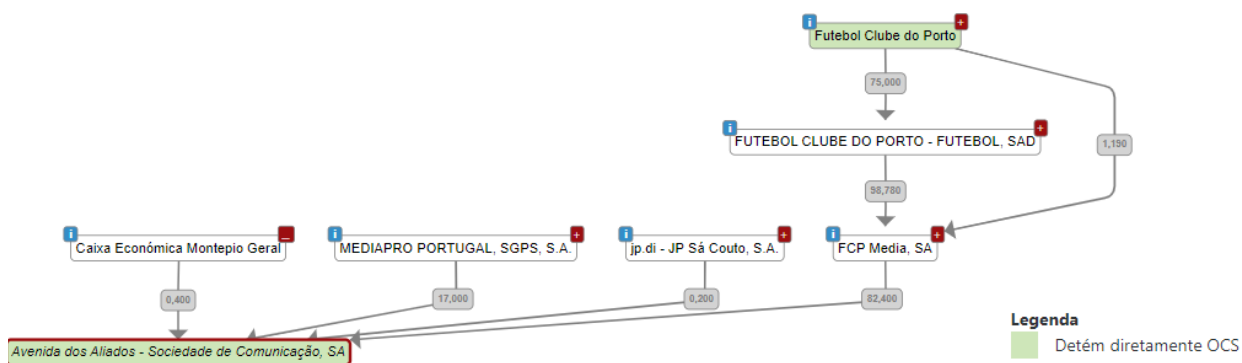 Futebol Clube do Porto
75,000
FUTEBOL CLUBE DO PORTO - FUTEBOL, SAD
1,190
98,780
Caixa Económica Montepio Geral
MEDIAPRO PORTUGAL, SGPS, S.A.
jp.di - JP Sá Couto, S.A.
FCP Media, SA
0,400
17,000
0,200
82,400
Avenida dos Aliados - Sociedade de Comunicação, SA
Legenda
Detém diretamente OCS